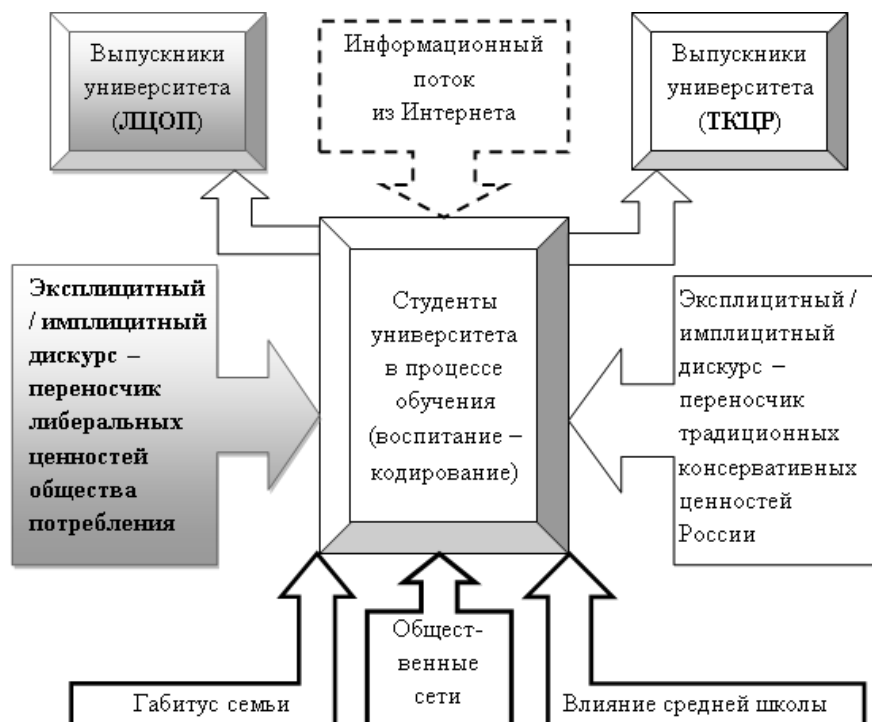 Выпускники
университета
(ЛЦОП)
Информационный
поток
из Интернета
Выпускники
университета
(ТКЦР)
Эксплицитный
/ имплицитный
дискурс –
переносчик
либеральных
ценностей
общества
потребления
Студенты
университета
в процессе
обучения
(воспитание –
кодирование)
Эксплицитный /
имплицитный
дискурс –
переносчик
традиционных
консервативных
ценностей
России
Габитус семьи
Общест-
венные
сети
Влияние средней школы